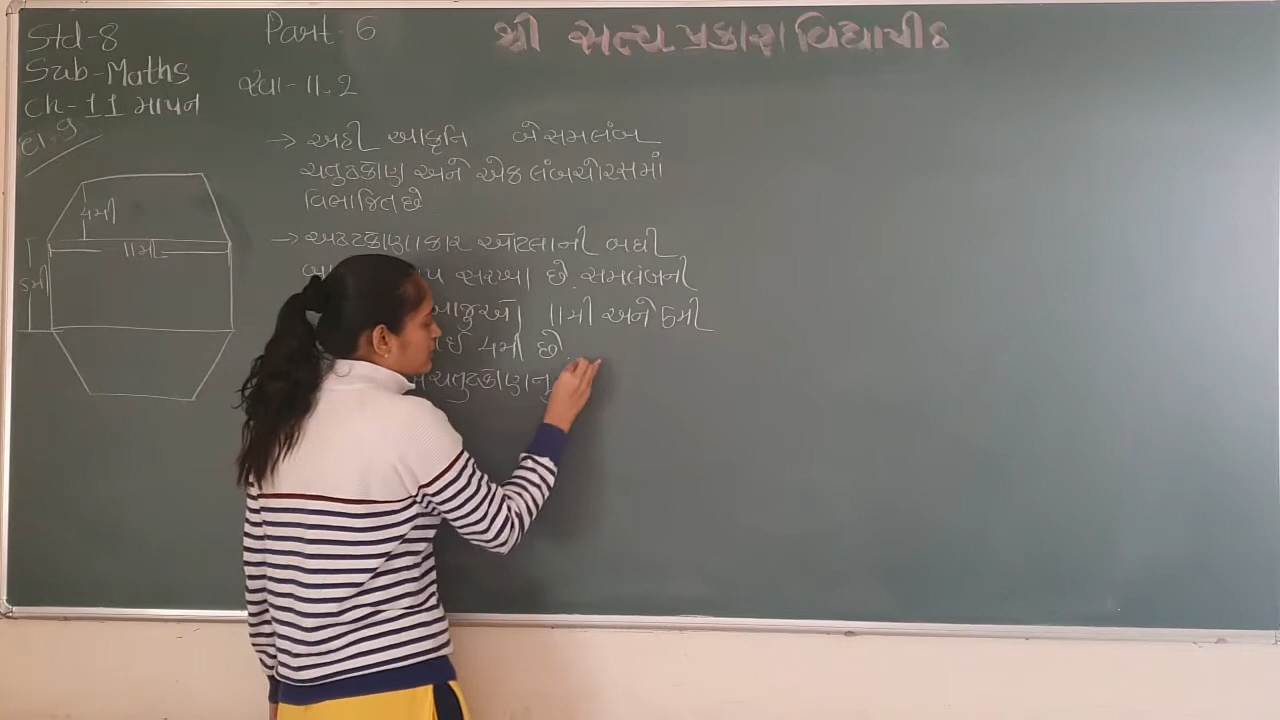 Std-8
Sub-Maths
Ch-11 માપન
Part-6
સ્વા-11.2
શ્રી સત્ય પ્રકાશ વિદ્યાપીઠ
દા.9
4મી
11મી
5મી
→ અહી આકૃતિ બે સમલંબ
ચતુષ્કોણ અને એક લંબચોરસમાં
વિભાજિત છે
→ અષ્ટકોણાકાર ઓટલાની બધી
સરખા છે. સમલંબની
બાજુઓ 11મી અને 5મી
4મી છે.
ચતુષ્કોણનુ